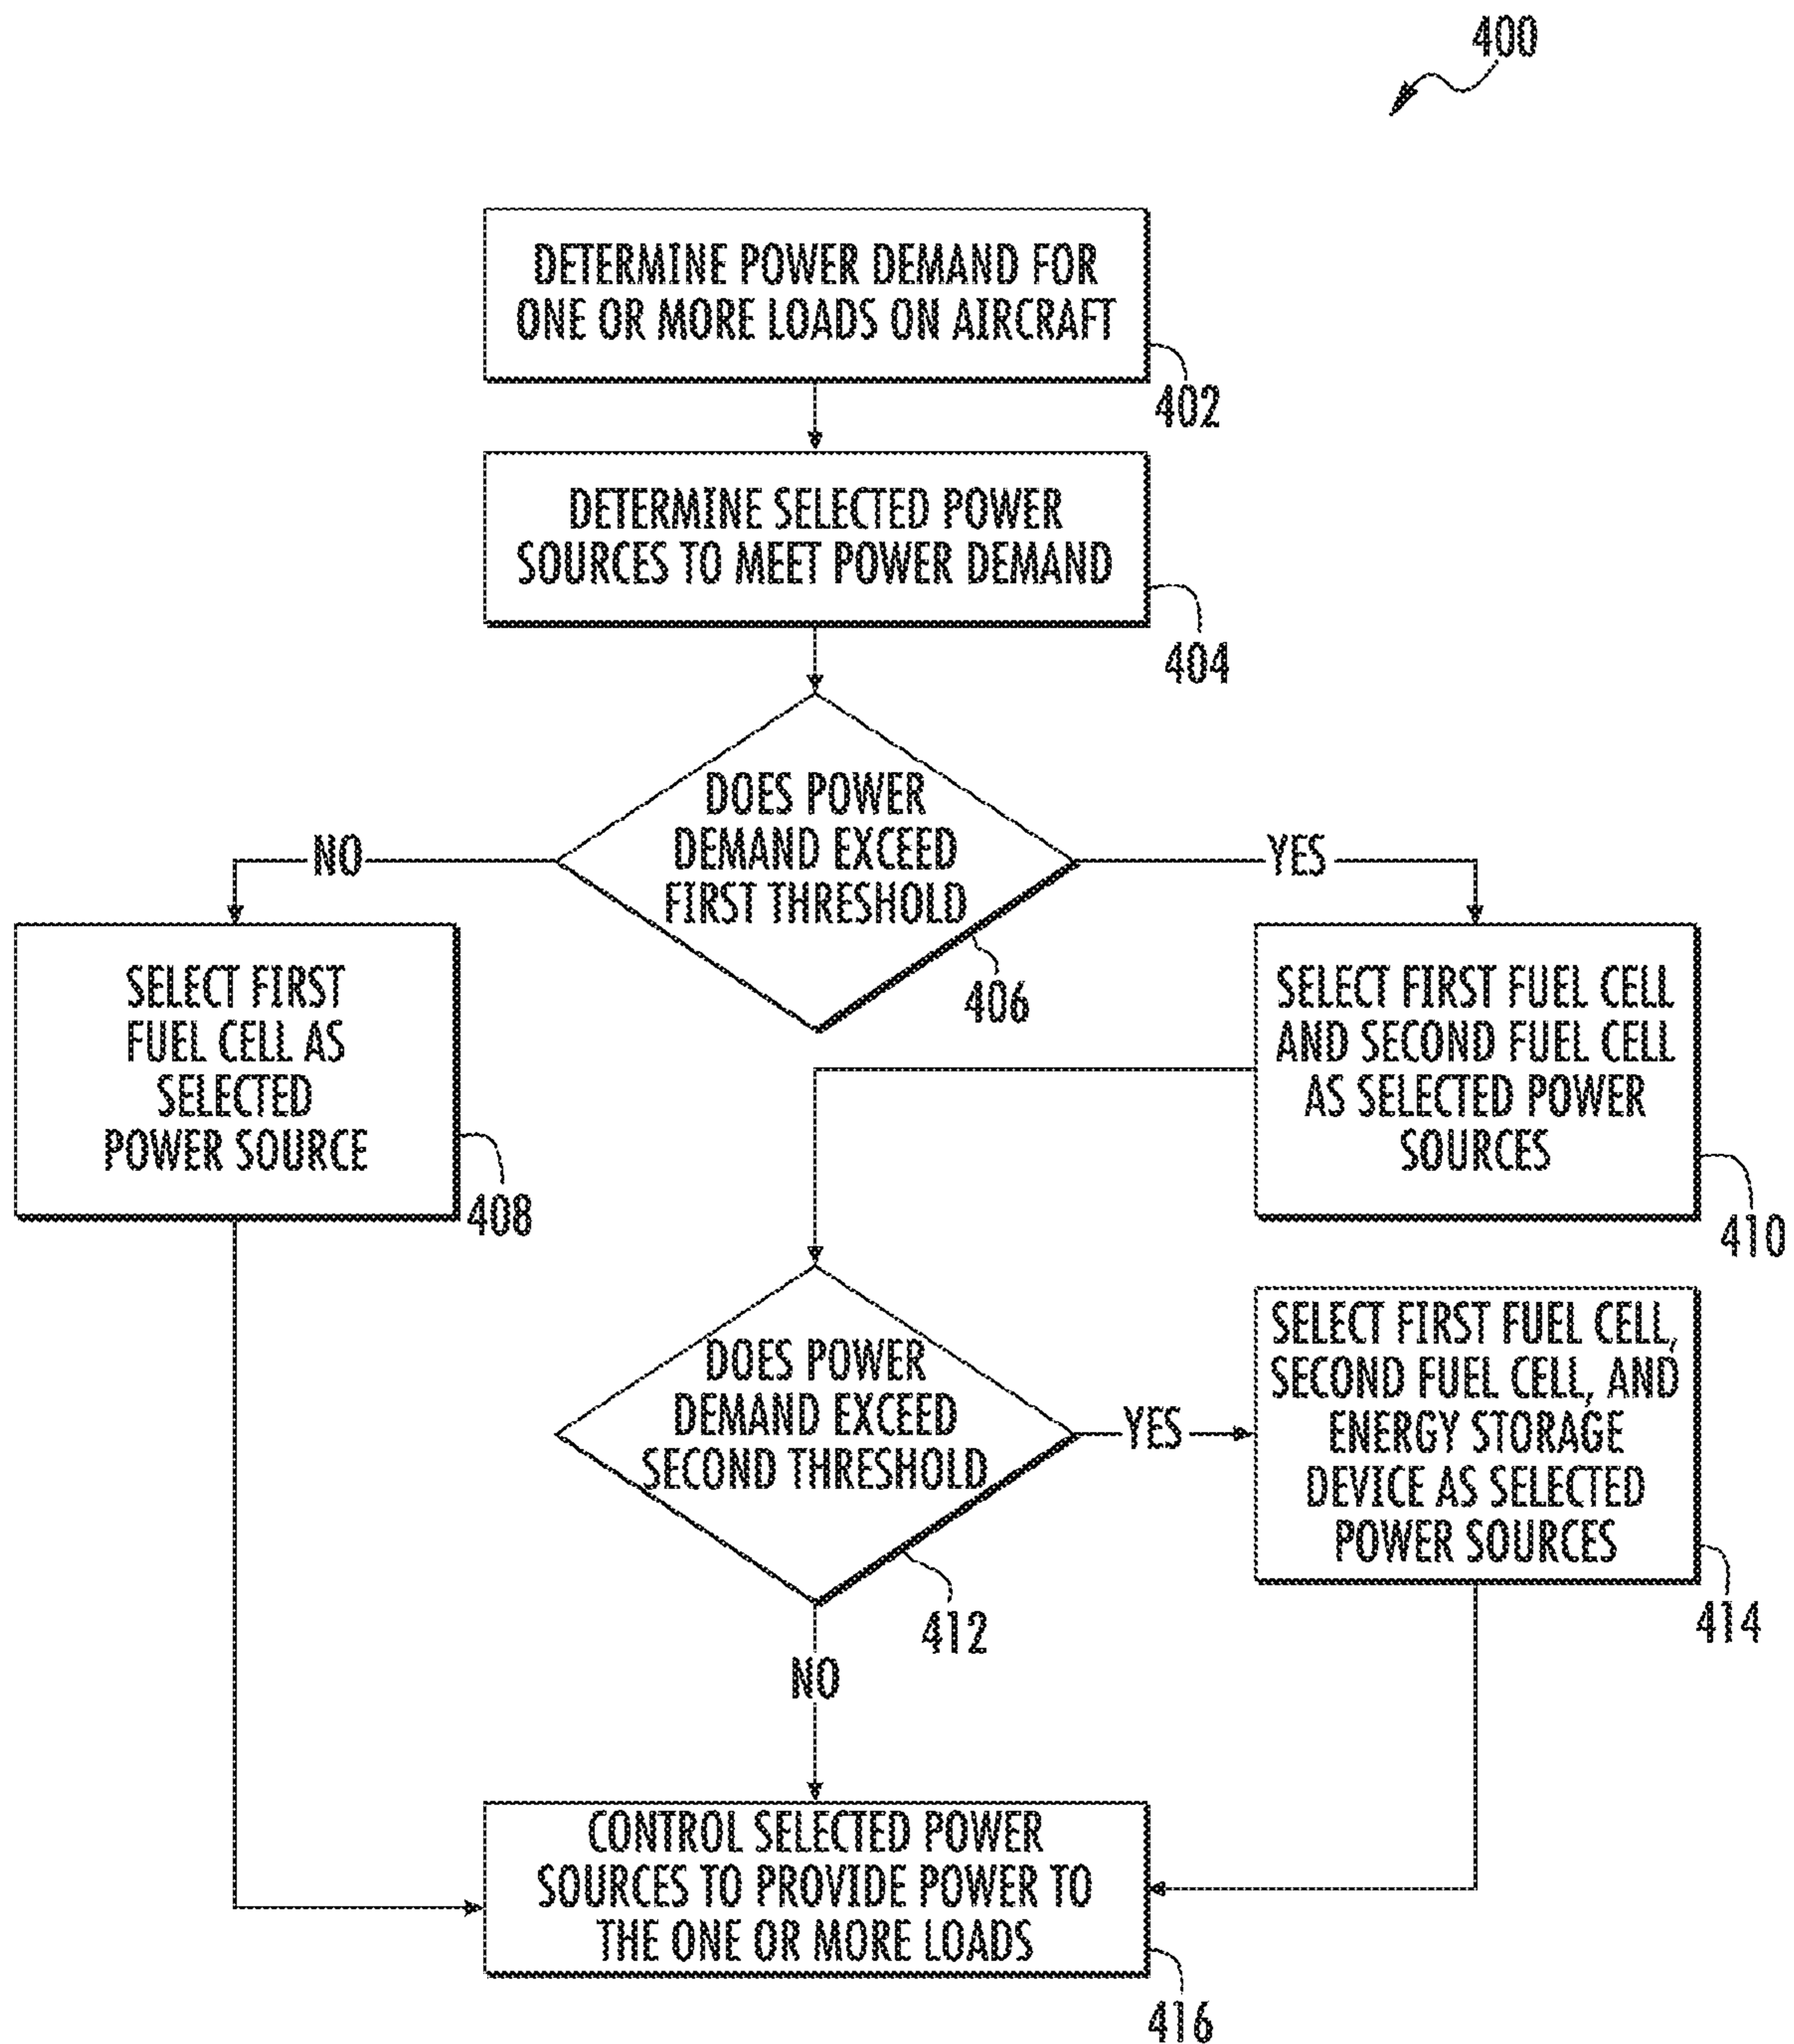 400
DETERMINE POWER DEMAND FOR
ONE OR MORE LOADS ON AIRCRAFT
402
DETERMINE SELECTED POWER
SOURCES TO MEET POWER DEMAND
404
DOES POWER
DEMAND EXCEED
FIRST THRESHOLD
406
NO
YES
SELECT FIRST
FUEL CELL AS
SELECTED
POWER SOURCE
408
SELECT FIRST FUEL CELL
AND SECOND FUEL CELL
AS SELECTED POWER
SOURCES
410
DOES POWER
DEMAND EXCEED
SECOND THRESHOLD
412
YES
SELECT FIRST FUEL CELL,
SECOND FUEL CELL, AND
ENERGY STORAGE
DEVICE AS SELECTED
POWER SOURCES
414
NO
CONTROL SELECTED POWER
SOURCES TO PROVIDE POWER TO
THE ONE OR MORE LOADS
416